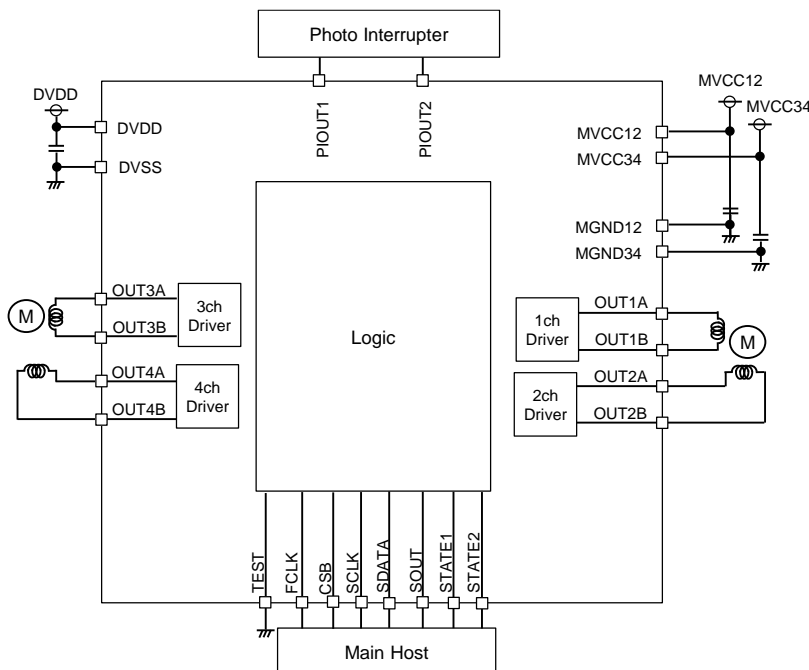 Photo Interrupter
DVDD
MVCC12
MVCC34
PIOUT1
PIOUT2
DVDD
DVSS
MVCC12
MVCC34
MGND12
MGND34
OUT3A
OUT3B
3ch
Driver
M
OUT4A
OUT4B
4ch
Driver
Logic
1ch
Driver
OUT1A
OUT1B
M
2ch
Driver
OUT2A
OUT2B
TEST
FCLK
CSB
SCLK
SDATA
SOUT
STATE1
STATE2
Main Host